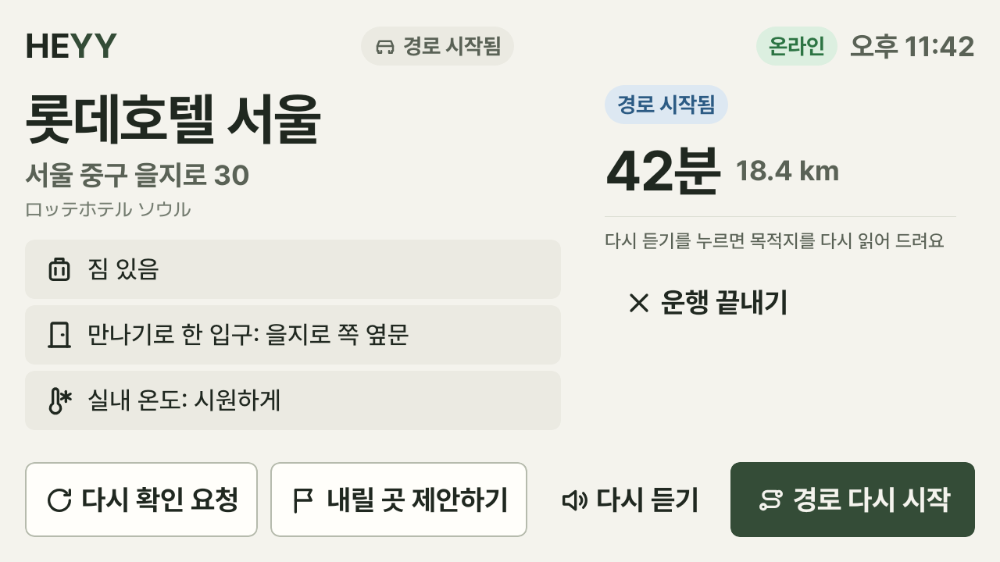 HEYY
경로 시작됨
온라인
오후 11:42
롯데호텔 서울
서울 중구 을지로 30
ロッテホテル ソウル
짐 있음
만나기로 한 입구: 을지로 쪽 옆문
실내 온도: 시원하게
경로 시작됨
42분 18.4 km
다시 듣기를 누르면 목적지를 다시 읽어 드려요
운행 끝내기
다시 확인 요청
내릴 곳 제안하기
다시 듣기
경로 다시 시작